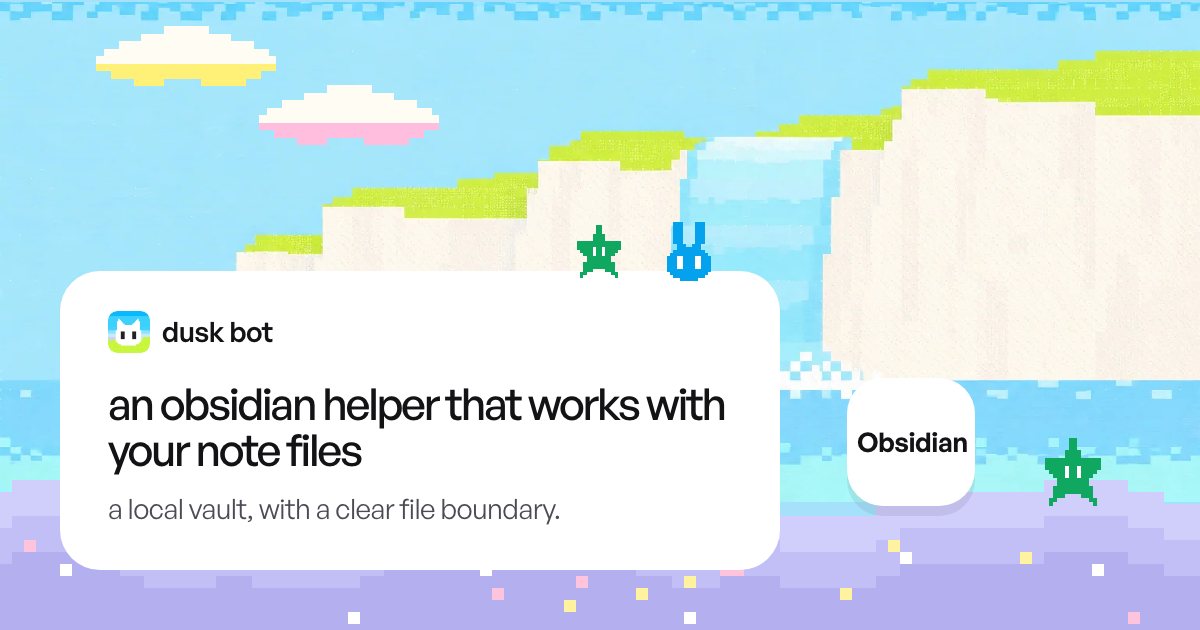 dusk bot
an obsidian helper that works with
your note files
a local vault, with a clear file boundary.
Obsidian